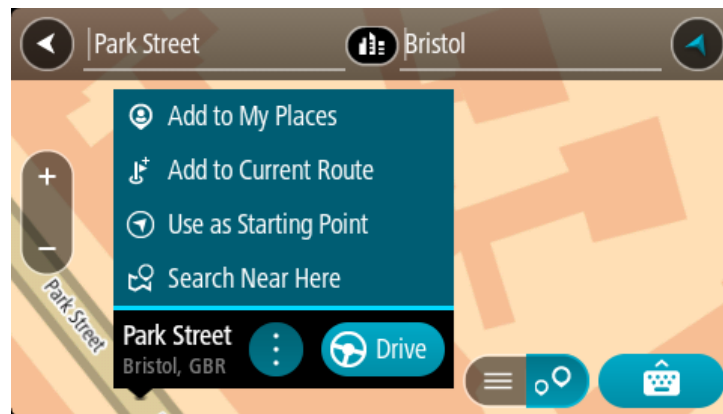 Park Street Bristol
Add to My Places
Add to Current Route
Use as Starting Point
Search Near Here
Park Street
Park Street
Bristol, GBR
Drive